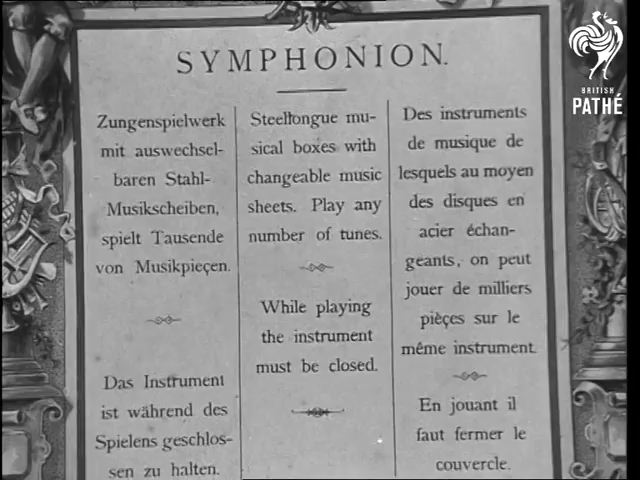 SYMPHONION.
Zungenspielwerk
mit auswechsel-
baren Stahl-
Musikscheiben,
spielt Tausende
von Musikpieçen.
Das Instrument
ist während des
Spielens geschlos-
sen zu halten.
Steeltongue mu-
sical boxes with
changeable music
sheets. Play any
number of tunes.
While playing
the instrument
must be closed.
Des instruments
de musique de
lesquels au moyen
des disques en
acier échan-
geants, on peut
jouer de milliers
pièçes sur le
même instrument.
En jouant il
faut fermer le
couvercle.
BRITISH
PATHÉ